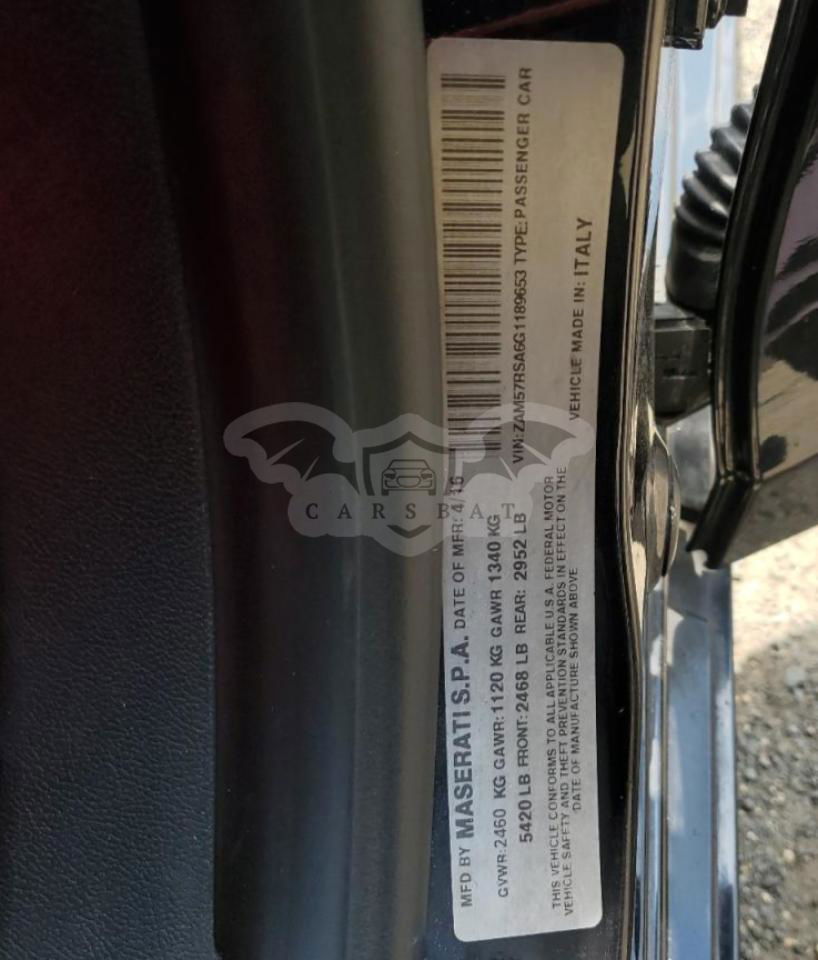 MFD BY MASERATI S.P.A. DATE OF MFR: 4/16
GVWR: 2460 KG GAWR: 1120 KG GAWR 1340 KG
5420 LB FRONT: 2468 LB REAR: 2952 LB
VIN: ZAM57RSA6G1189653 TYPE: PASSENGER CAR
THIS VEHICLE CONFORMS TO ALL APPLICABLE U.S.A. FEDERAL MOTOR
VEHICLE SAFETY AND THEFT PREVENTION STANDARDS IN EFFECT ON THE
DATE OF MANUFACTURE SHOWN ABOVE
VEHICLE MADE IN: ITALY
CARSBAT